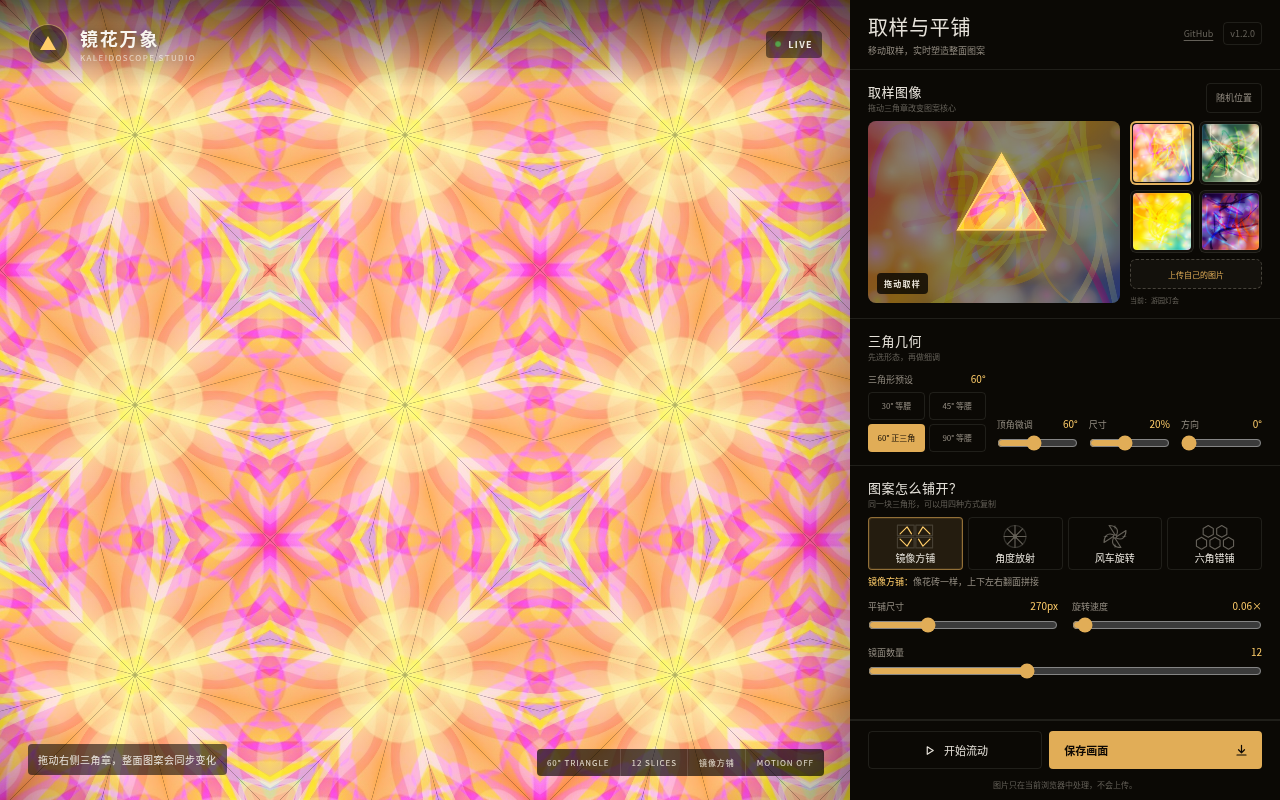 镜花万象
KALEIDOSCOPE STUDIO
LIVE
拖动右侧三角章，整面图案会同步变化
60° TRIANGLE
12 SLICES
镜像方铺
MOTION OFF
取样与平铺
移动取样，实时塑造整面图案
GitHub
v1.2.0
取样图像
拖动三角章改变图案核心
随机位置
拖动取样
上传自己的图片
当前：游园灯会
三角几何
先选形态，再做细调
三角形预设 60°
30° 等腰
45° 等腰
60° 正三角
90° 等腰
顶角微调 60°
尺寸 20%
方向 0°
图案怎么铺开?
同一块三角形，可以用四种方式复制
镜像方铺
角度放射
风车旋转
六角错铺
镜像方铺：像花砖一样，上下左右翻面拼接
平铺尺寸 270px
旋转速度 0.06×
镜面数量 12
开始流动
保存画面
图片只在当前浏览器中处理，不会上传。